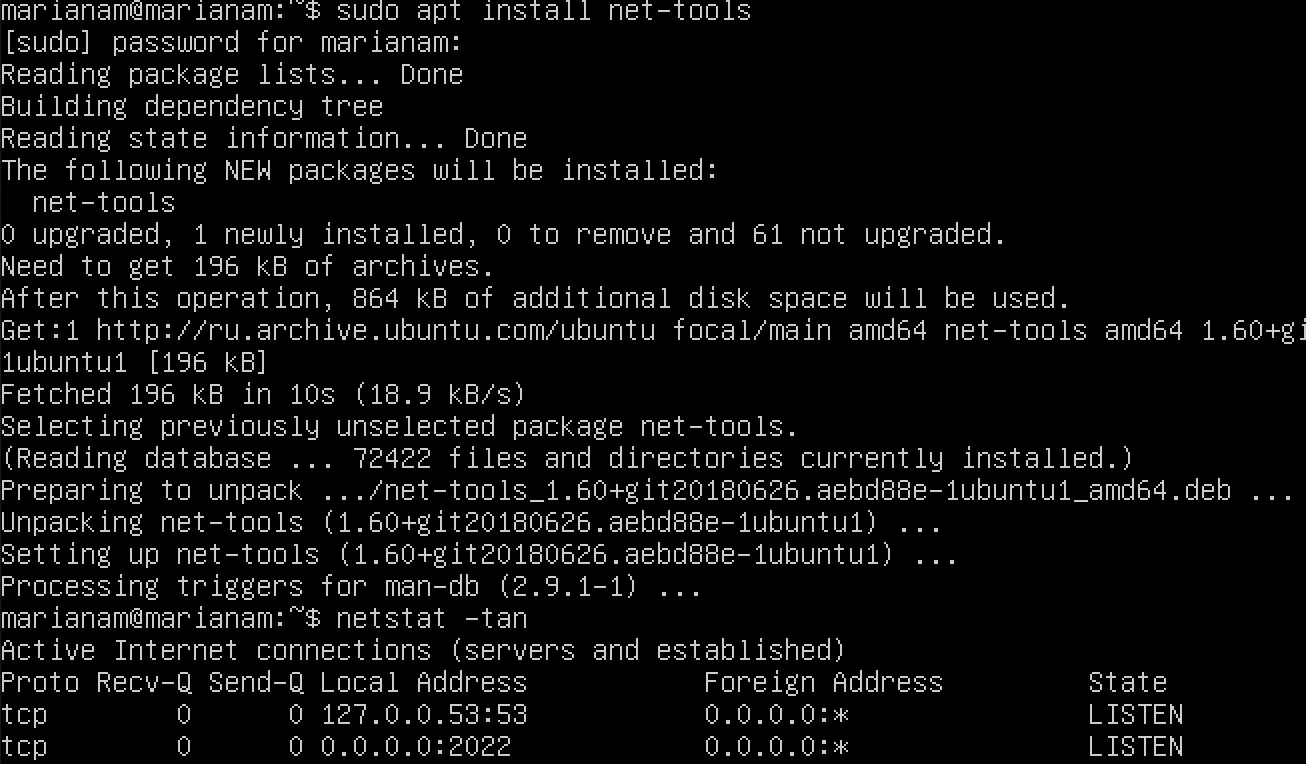 marianam@marianam:~$ sudo apt install net-tools
[sudo] password for marianam:
Reading package lists... Done
Building dependency tree
Reading state information... Done
The following NEW packages will be installed:
  net-tools
0 upgraded, 1 newly installed, 0 to remove and 61 not upgraded.
Need to get 196 kB of archives.
After this operation, 864 kB of additional disk space will be used.
Get:1 http://ru.archive.ubuntu.com/ubuntu focal/main amd64 net-tools amd64 1.60+gi
1ubuntu1 [196 kB]
Fetched 196 kB in 10s (18.9 kB/s)
Selecting previously unselected package net-tools.
(Reading database ... 72422 files and directories currently installed.)
Preparing to unpack .../net-tools_1.60+git20180626.aebd88e-1ubuntu1_amd64.deb ...
Unpacking net-tools (1.60+git20180626.aebd88e-1ubuntu1) ...
Setting up net-tools (1.60+git20180626.aebd88e-1ubuntu1) ...
Processing triggers for man-db (2.9.1-1) ...
marianam@marianam:~$ netstat -tan
Active Internet connections (servers and established)
Proto Recv-Q Send-Q Local Address           Foreign Address         State
tcp        0      0 127.0.0.53:53           0.0.0.0:*               LISTEN
tcp        0      0 0.0.0.0:2022            0.0.0.0:*               LISTEN